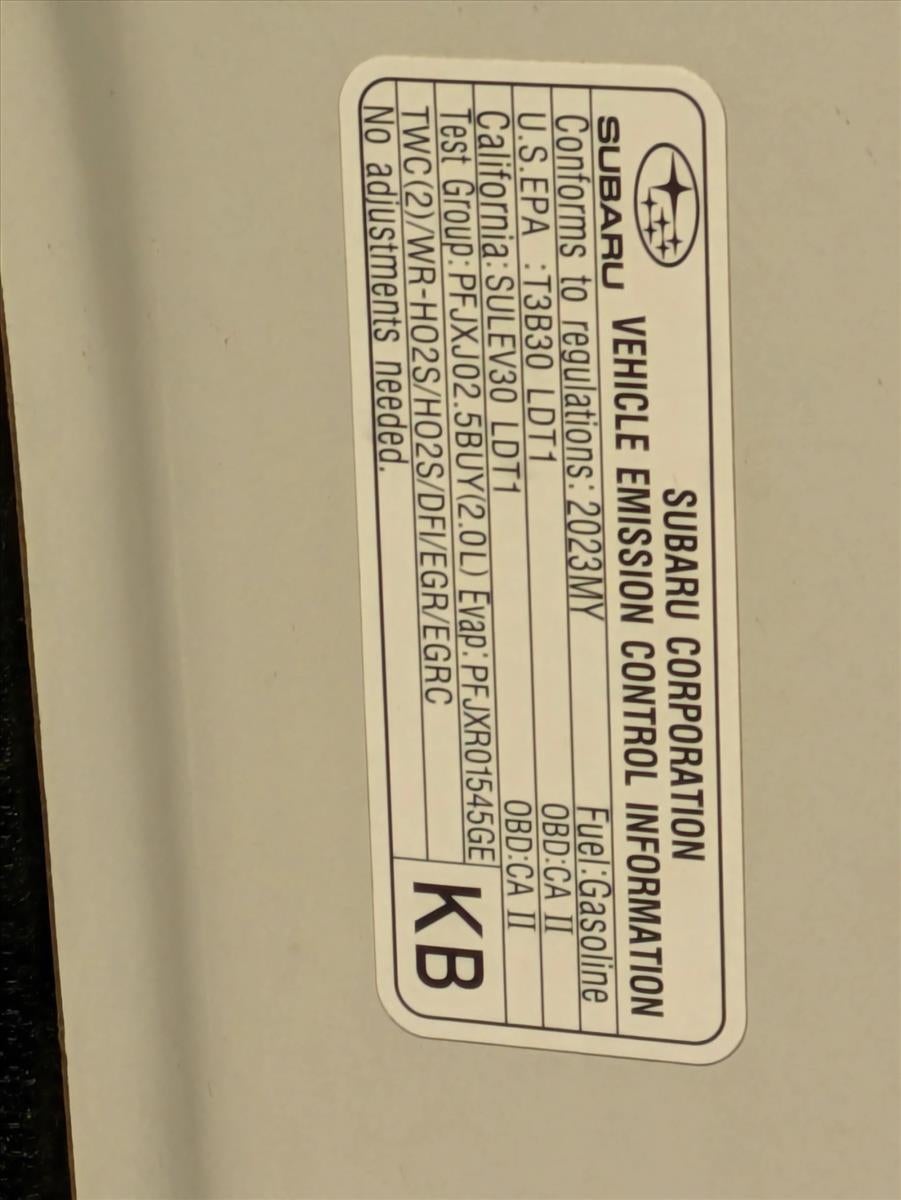 SUBARU CORPORATION
SUBARU VEHICLE EMISSION CONTROL INFORMATION
Conforms to regulations: 2023MY Fuel:Gasoline
U.S.EPA :T3B30 LDT1 OBD:CA II
California:SULEV30 LDT1 OBD:CA II
Test Group:PFJXJ02.5BUY(2.0L) Evap:PFJXR01545GE
TWC(2)/WR-HO2S/HO2S/DFI/EGR/EGRC
No adjustments needed.
KB